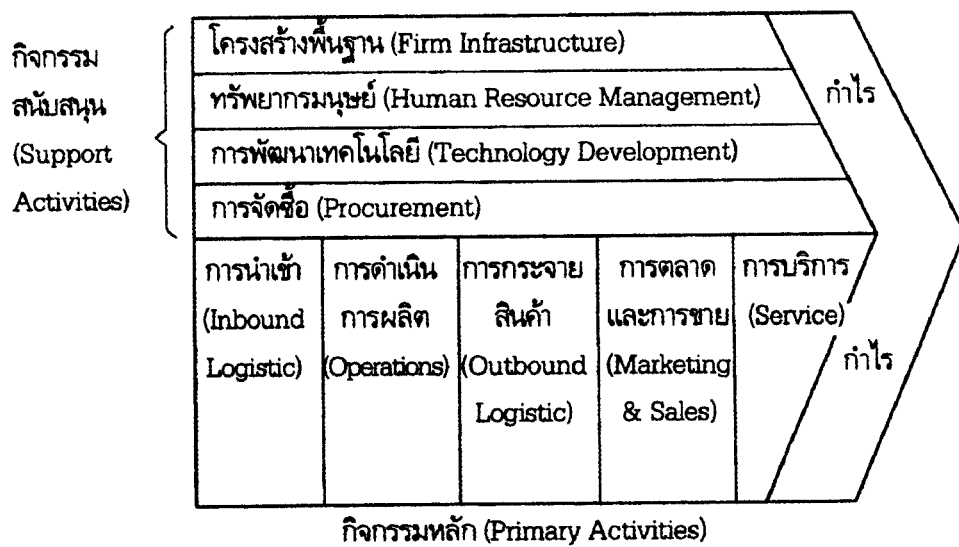 กิจกรรม
สนับสนุน
(Support
Activities)
โครงสร้างพื้นฐาน (Firm Infrastructure)
ทรัพยากรมนุษย์ (Human Resource Management)
การพัฒนาเทคโนโลยี (Technology Development)
การจัดซื้อ (Procurement)
กำไร
การนำเข้า
(Inbound
Logistic)
การดำเนิน
การผลิต
(Operations)
การกระจาย
สินค้า
(Outbound
Logistic)
การตลาด
และการขาย
(Marketing
& Sales)
การบริการ
(Service)
กำไร
กิจกรรมหลัก (Primary Activities)